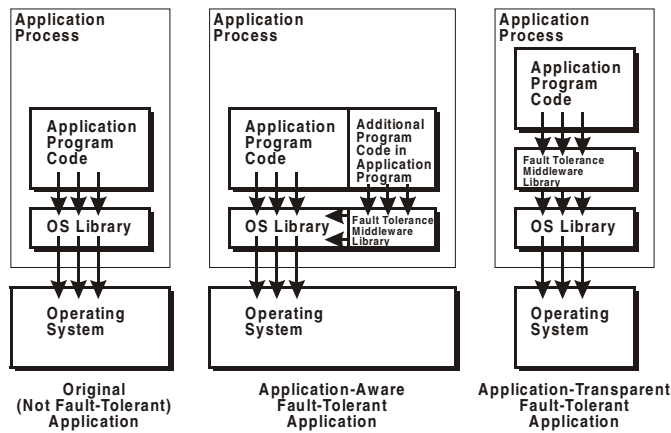 Application
Process
Application
Program
Code
OS Library
Operating
System
Original
(Not Fault-Tolerant)
Application
Application
Process
Application
Program
Code
Additional
Program
Code in
Application
Program
OS Library
Fault Tolerance
Middleware
Library
Operating
System
Application-Aware
Fault-Tolerant
Application
Application
Process
Application
Program
Code
Fault Tolerance
Middleware
Library
OS Library
Operating
System
Application-Transparent
Fault-Tolerant
Application